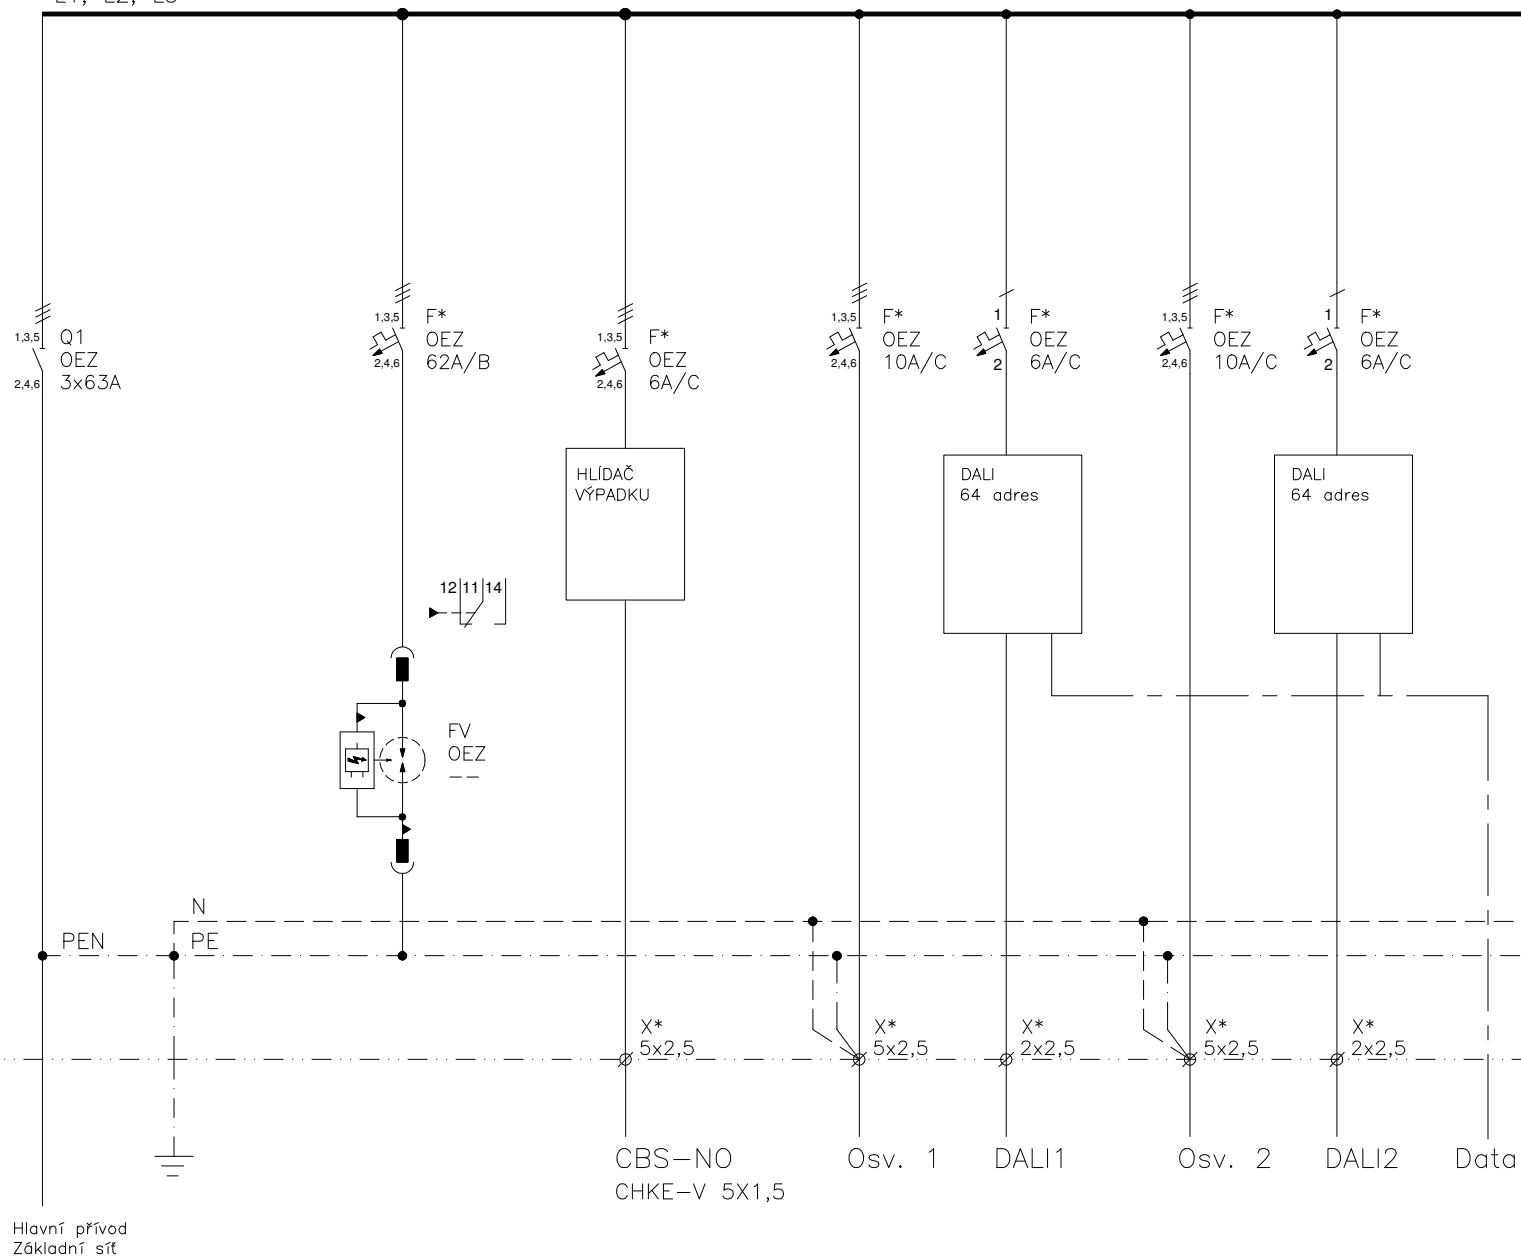 L1, L2, L3
1,3,5
Q1
OEZ
2,4,6
3x63A
1,3,5
F*
OEZ
2,4,6
62A/B
1,3,5
F*
OEZ
2,4,6
6A/C
1,3,5
F*
OEZ
2,4,6
10A/C
1
F*
OEZ
2
6A/C
1,3,5
F*
OEZ
2,4,6
10A/C
1
F*
OEZ
2
6A/C
HLÍDAČ
VÝPADKU
DALI
64 adres
DALI
64 adres
12 11 14
FV
OEZ
--
N
PEN
PE
X*
5x2,5
X*
5x2,5
X*
2x2,5
X*
5x2,5
X*
2x2,5
CBS-NO
CHKE-V 5X1,5
Osv. 1
DALI1
Osv. 2
DALI2
Data
Hlavní přívod
Základní síť